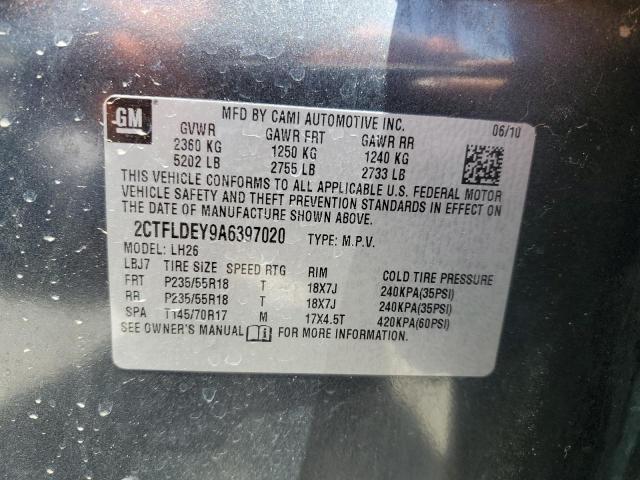 GM
MFD BY CAMI AUTOMOTIVE INC. 06/10
GVWR GAWR FRT GAWR RR
2360 KG 1250 KG 1240 KG
5202 LB 2755 LB 2733 LB
THIS VEHICLE CONFORMS TO ALL APPLICABLE U.S. FEDERAL MOTOR
VEHICLE SAFETY AND THEFT PREVENTION STANDARDS IN EFFECT ON
THE DATE OF MANUFACTURE SHOWN ABOVE.
2CTFLDEY9A6397020 TYPE: M.P.V.
MODEL: LH26
LBJ7 TIRE SIZE SPEED RTG RIM COLD TIRE PRESSURE
FRT P235/55R18 T 18X7J 240KPA(35PSI)
RR P235/55R18 T 18X7J 240KPA(35PSI)
SPA T145/70R17 M 17X4.5T 420KPA(60PSI)
SEE OWNER'S MANUAL FOR MORE INFORMATION.